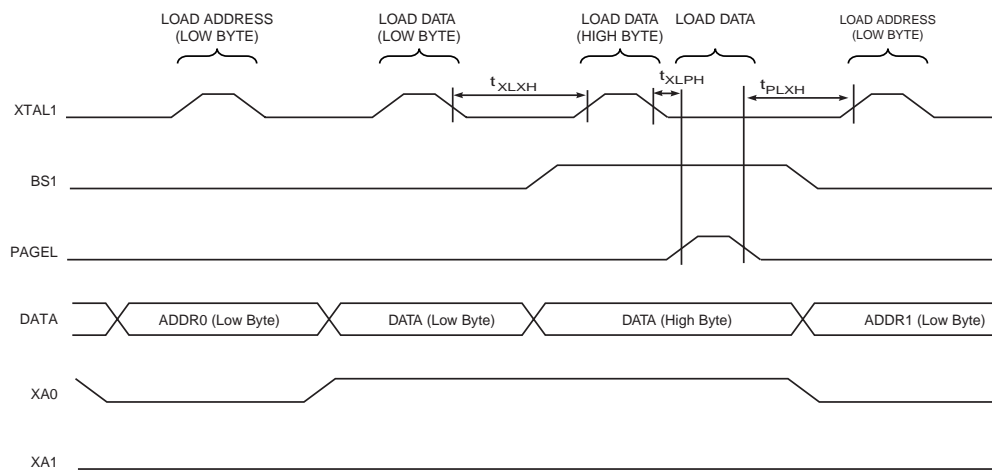 LOAD ADDRESS
(LOW BYTE)
LOAD DATA
(LOW BYTE)
LOAD DATA
(HIGH BYTE)
LOAD DATA
LOAD ADDRESS
(LOW BYTE)
tXLXH
tXLPH
tPLXH
XTAL1
BS1
PAGEL
DATA
ADDR0 (Low Byte)
DATA (Low Byte)
DATA (High Byte)
ADDR1 (Low Byte)
XA0
XA1